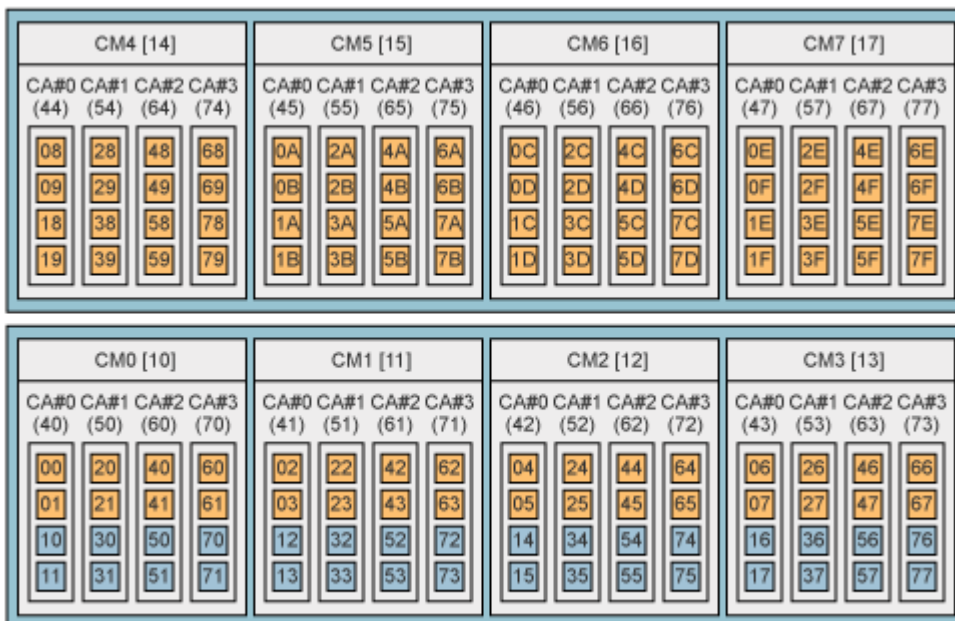 CM4 [14] CM5 [15] CM6 [16] CM7 [17]
CA#0 CA#1 CA#2 CA#3 CA#0 CA#1 CA#2 CA#3 CA#0 CA#1 CA#2 CA#3 CA#0 CA#1 CA#2 CA#3
(44) (54) (64) (74) (45) (55) (65) (75) (46) (56) (66) (76) (47) (57) (67) (77)
08 28 48 68 0A 2A 4A 6A 0C 2C 4C 6C 0E 2E 4E 6E
09 29 49 69 0B 2B 4B 6B 0D 2D 4D 6D 0F 2F 4F 6F
18 38 58 78 1A 3A 5A 7A 1C 3C 5C 7C 1E 3E 5E 7E
19 39 59 79 1B 3B 5B 7B 1D 3D 5D 7D 1F 3F 5F 7F
CM0 [10] CM1 [11] CM2 [12] CM3 [13]
CA#0 CA#1 CA#2 CA#3 CA#0 CA#1 CA#2 CA#3 CA#0 CA#1 CA#2 CA#3 CA#0 CA#1 CA#2 CA#3
(40) (50) (60) (70) (41) (51) (61) (71) (42) (52) (62) (72) (43) (53) (63) (73)
00 20 40 60 02 22 42 62 04 24 44 64 06 26 46 66
01 21 41 61 03 23 43 63 05 25 45 65 07 27 47 67
10 30 50 70 12 32 52 72 14 34 54 74 16 36 56 76
11 31 51 71 13 33 53 73 15 35 55 75 17 37 57 77